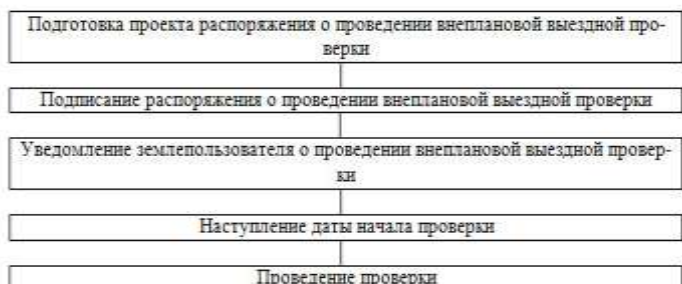 Подготовка проекта распоряжения о проведении внеплановой выездной про-
верки
Подписание распоряжения о проведении внеплановой выездной проверки
Уведомление землепользователя о проведении внеплановой выездной провер-
ки
Наступление даты начала проверки
Проведение проверки